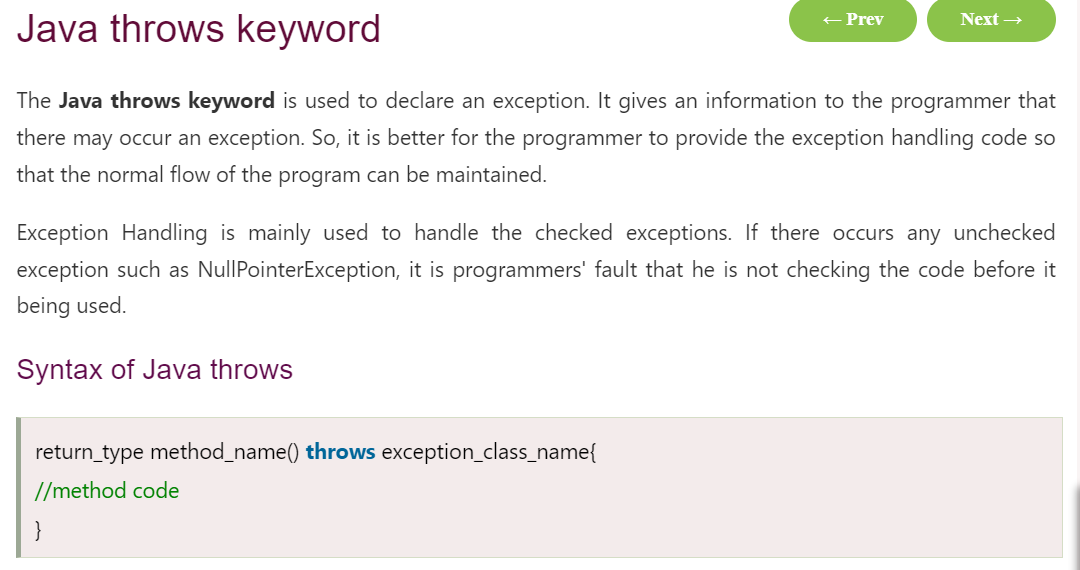 Java throws keyword
← Prev
Next →
The Java throws keyword is used to declare an exception. It gives an information to the programmer that
there may occur an exception. So, it is better for the programmer to provide the exception handling code so
that the normal flow of the program can be maintained.
Exception Handling is mainly used to handle the checked exceptions. If there occurs any unchecked
exception such as NullPointerException, it is programmers' fault that he is not checking the code before it
being used.
Syntax of Java throws
return_type method_name() throws exception_class_name{
//method code
}